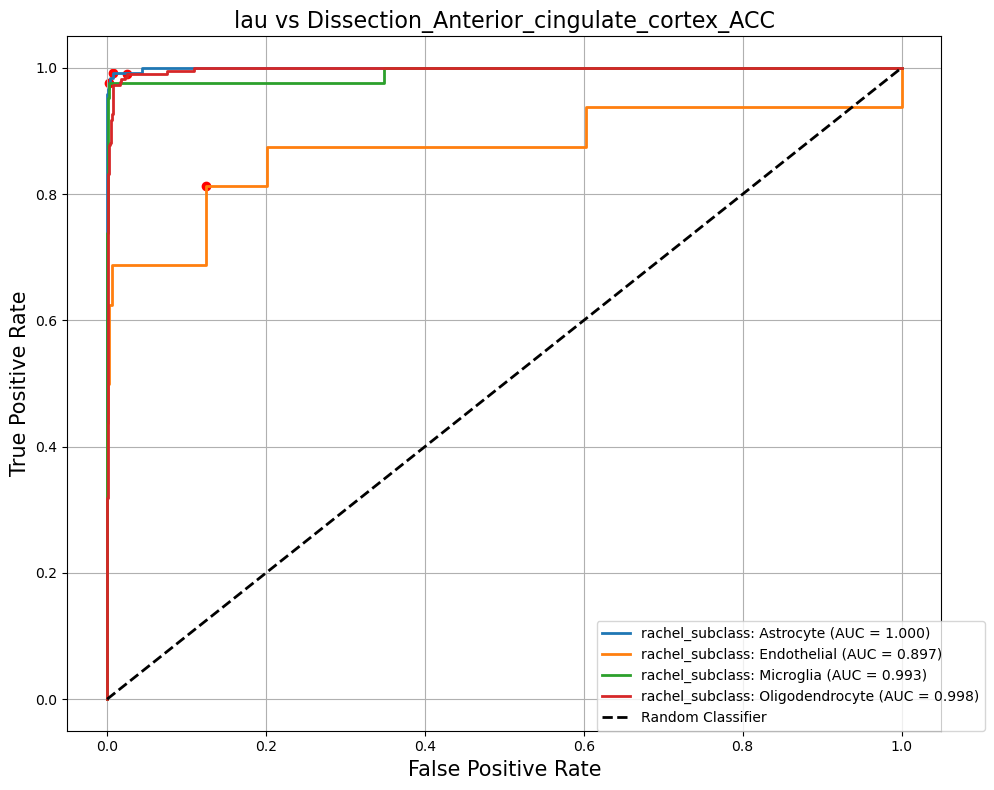 lau vs Dissection_Anterior_cingulate_cortex_ACC
True Positive Rate
1.0
0.8
0.6
0.4
0.2
0.0
0.0 0.2 0.4 0.6 0.8 1.0
False Positive Rate
rachel_subclass: Astrocyte (AUC = 1.000)
rachel_subclass: Endothelial (AUC = 0.897)
rachel_subclass: Microglia (AUC = 0.993)
rachel_subclass: Oligodendrocyte (AUC = 0.998)
Random Classifier